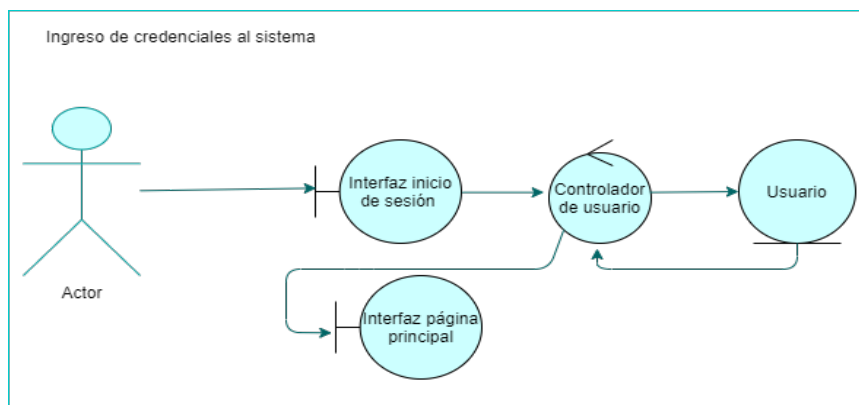 Ingreso de credenciales al sistema
Interfaz inicio
de sesión
Controlador
de usuario
Usuario
Actor
Interfaz página
principal